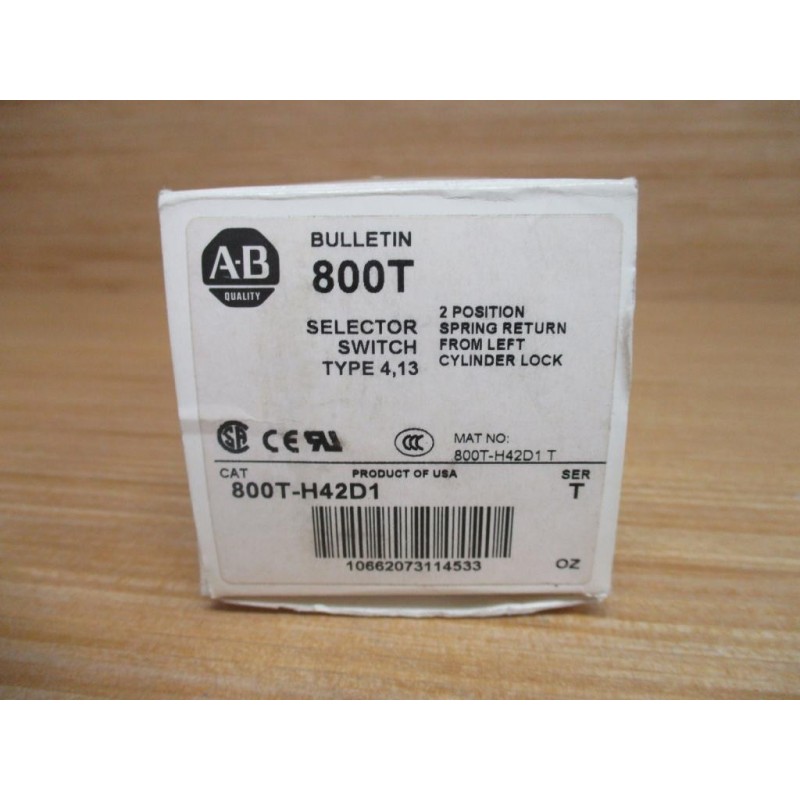 A-B
QUALITY
BULLETIN
800T
SELECTOR
SWITCH
TYPE 4,13
2 POSITION
SPRING RETURN
FROM LEFT
CYLINDER LOCK
CE
MAT NO:
800T-H42D1 T
CAT
PRODUCT OF USA
SER
800T-H42D1
T
10662073114533
OZ